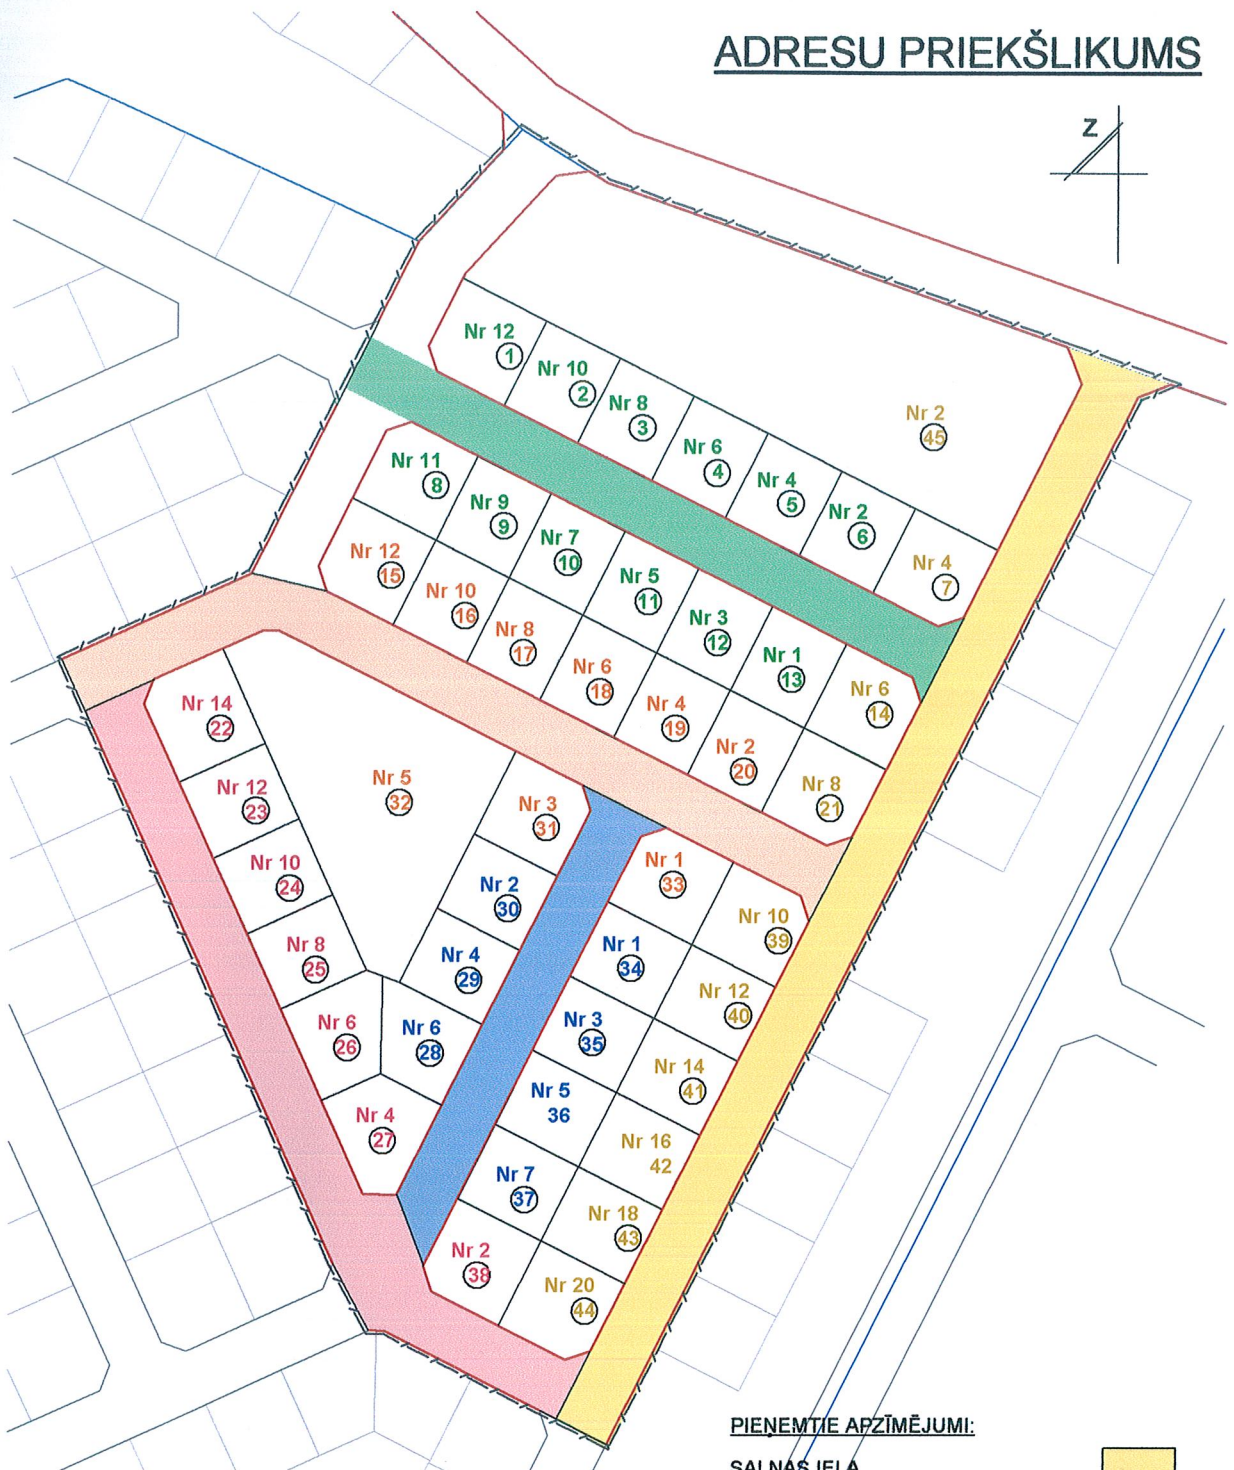 ADRESU PRIEKŠLIKUMS
Z
Nr 12
1
Nr 10
2
Nr 8
3
Nr 6
4
Nr 4
5
Nr 2
6
Nr 4
7
Nr 2
45
Nr 11
8
Nr 9
9
Nr 7
10
Nr 5
11
Nr 3
12
Nr 1
13
Nr 6
14
Nr 12
15
Nr 10
16
Nr 8
17
Nr 6
18
Nr 4
19
Nr 2
20
Nr 8
21
Nr 14
22
Nr 12
23
Nr 10
24
Nr 8
25
Nr 6
26
Nr 4
27
Nr 5
32
Nr 3
31
Nr 2
30
Nr 4
29
Nr 6
28
Nr 1
33
Nr 1
34
Nr 3
35
Nr 5
36
Nr 7
37
Nr 2
38
Nr 10
39
Nr 12
40
Nr 14
41
Nr 16
42
Nr 18
43
Nr 20
44
PIEŅEMTIE APZĪMĒJUMI:
SALNAS IELA